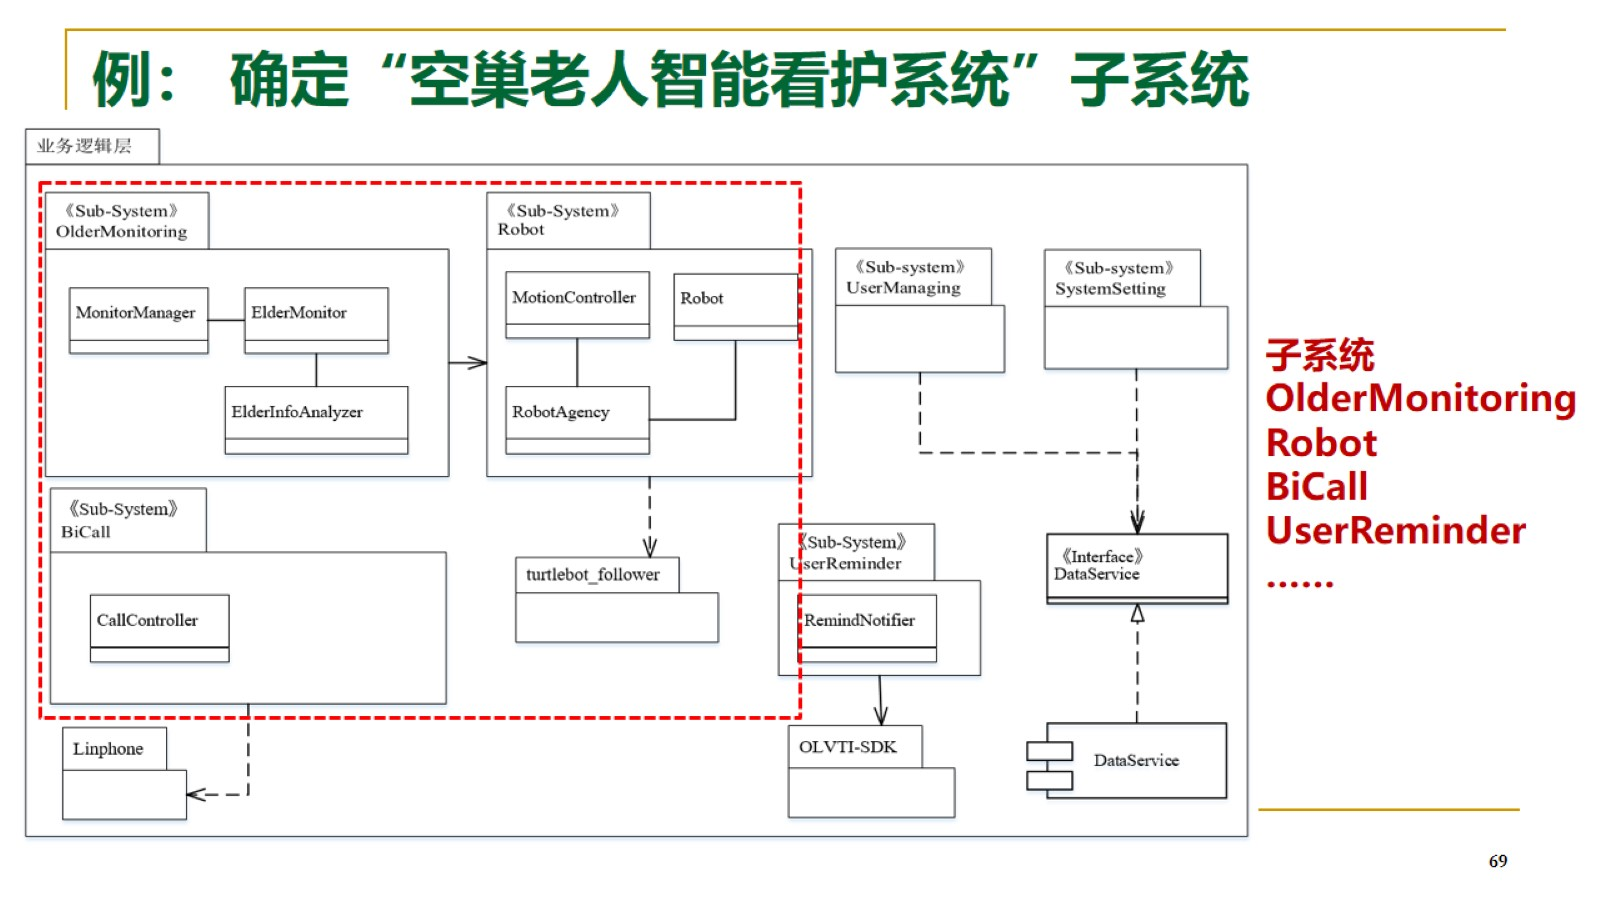 例： 确定“空巢老人智能看护系统”子系统
业务逻辑层
《Sub-System》
OlderMonitoring
MonitorManager
ElderMonitor
ElderInfoAnalyzer
《Sub-System》
Robot
MotionController
Robot
RobotAgency
《Sub-system》
UserManaging
《Sub-system》
SystemSetting
《Sub-System》
BiCall
CallController
turtlebot_follower
《Sub-System》
UserReminder
RemindNotifier
《Interface》
DataService
Linphone
OLVTI-SDK
DataService
子系统
OlderMonitoring
Robot
BiCall
UserReminder
……
69